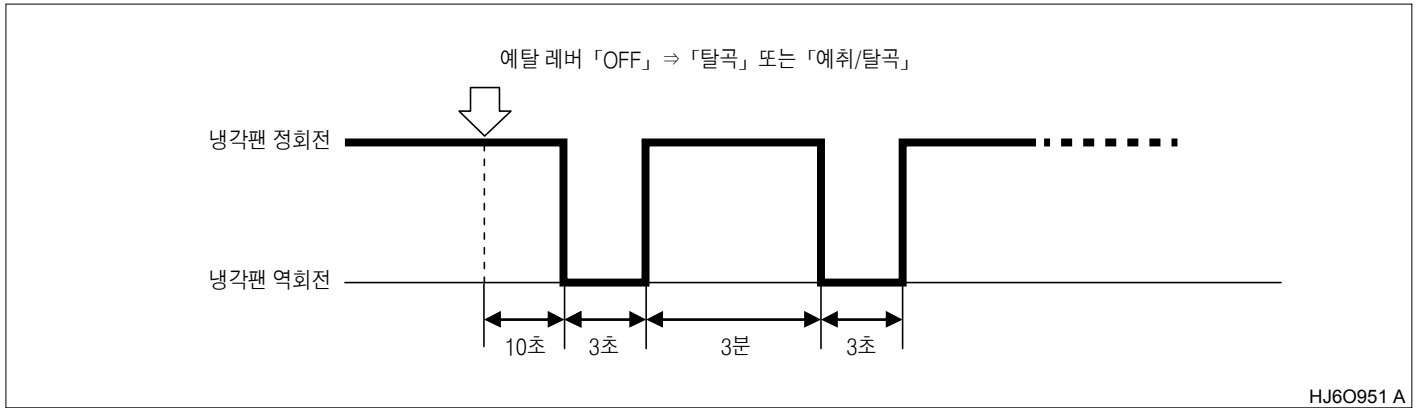 예탈 레버「OFF」⇒「탈곡」또는「예취/탈곡」
냉각팬 정회전
냉각팬 역회전
10초 3초 3분 3초
HJ6O951 A